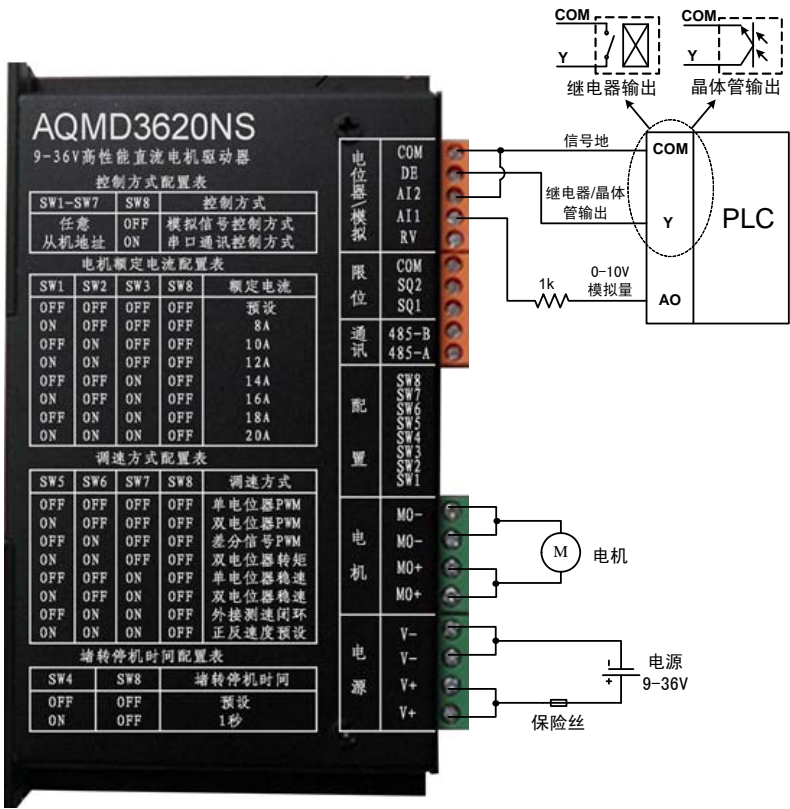 AQMD3620NS
9-36V高性能直流电机驱动器
控制方式配置表
SW1-SW7 SW8 控制方式
任意 OFF 模拟信号控制方式
从机地址 ON 串口通讯控制方式
电机额定电流配置表
SW1 SW2 SW3 SW8 额定电流
OFF OFF OFF OFF 预设
ON OFF OFF OFF 8A
OFF ON OFF OFF 10A
ON ON OFF OFF 12A
OFF OFF ON OFF 14A
ON OFF ON OFF 16A
OFF ON ON OFF 18A
ON ON ON OFF 20A
调速方式配置表
SW5 SW6 SW7 SW8 调速方式
OFF OFF OFF OFF 单电位器PWM
ON OFF OFF OFF 双电位器PWM
OFF ON OFF OFF 差分信号PWM
ON ON OFF OFF 双电位器转矩
OFF OFF ON OFF 单电位器稳速
ON OFF ON OFF 双电位器稳速
OFF ON ON OFF 外接测速闭环
ON ON ON OFF 正反速度预设
堵转停机时间配置表
SW4 SW8 堵转停机时间
OFF OFF 预设
ON OFF 1秒
电位器/模拟
COM
DE
AI2
AI1
RV
限位
COM
SQ2
SQ1
通讯
485-B
485-A
配置
SW8
SW7
SW6
SW5
SW4
SW3
SW2
SW1
电机
MO-
MO-
MO+
MO+
电源
V-
V-
V+
V+
COM
Y
继电器输出
COM
Y
晶体管输出
信号地
继电器/晶体
管输出
1k
0-10V
模拟量
COM
Y
AO
PLC
M
电机
-
+
电源
9-36V
保险丝